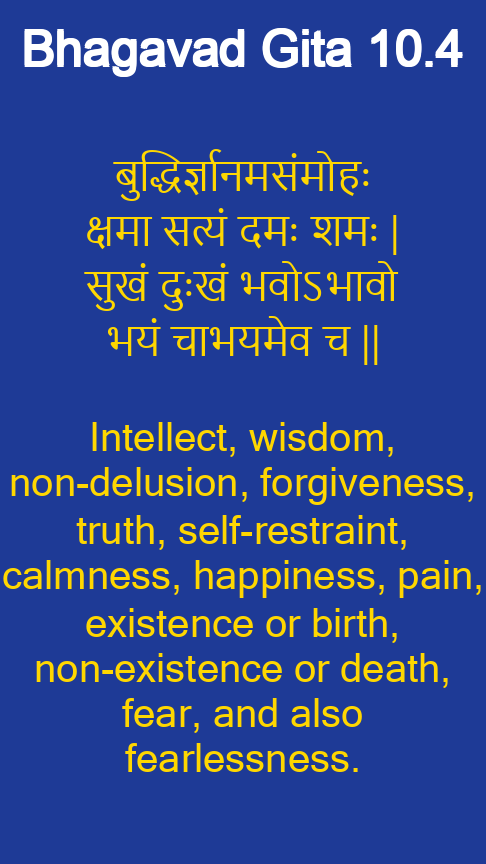 Bhagavad Gita 10.4
बुद्धिर्ज्ञानमसंमोहः
क्षमा सत्यं दमः शमः |
सुखं दुःखं भवोऽभावो
भयं चाभयमेव च ||
Intellect, wisdom,
non-delusion, forgiveness,
truth, self-restraint,
calmness, happiness, pain,
existence or birth,
non-existence or death,
fear, and also
fearlessness.